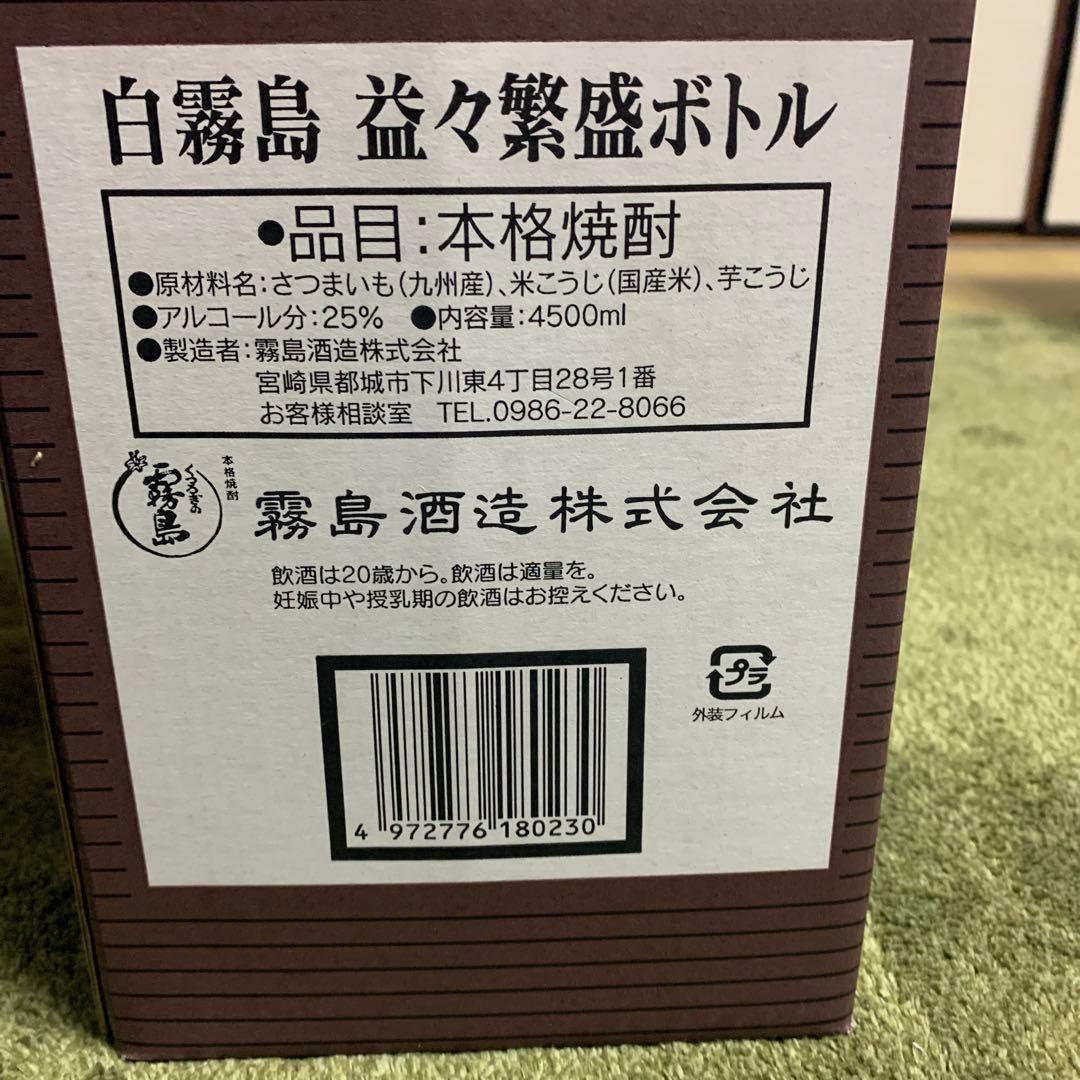 白霧島 益々繁盛ボトル
●品目:本格焼酎
●原材料名:さつまいも(九州産)、米こうじ(国産米)、芋こうじ
●アルコール分:25% ●内容量:4500ml
●製造者:霧島酒造株式会社
宮崎県都城市下川東4丁目28号1番
お客様相談室 TEL.0986-22-8066
本格焼酎
くつろぎの
霧島
霧島酒造株式会社
飲酒は20歳から。飲酒は適量を。
妊娠中や授乳期の飲酒はお控えください。
プラ
外装フィルム
4 972776 180230